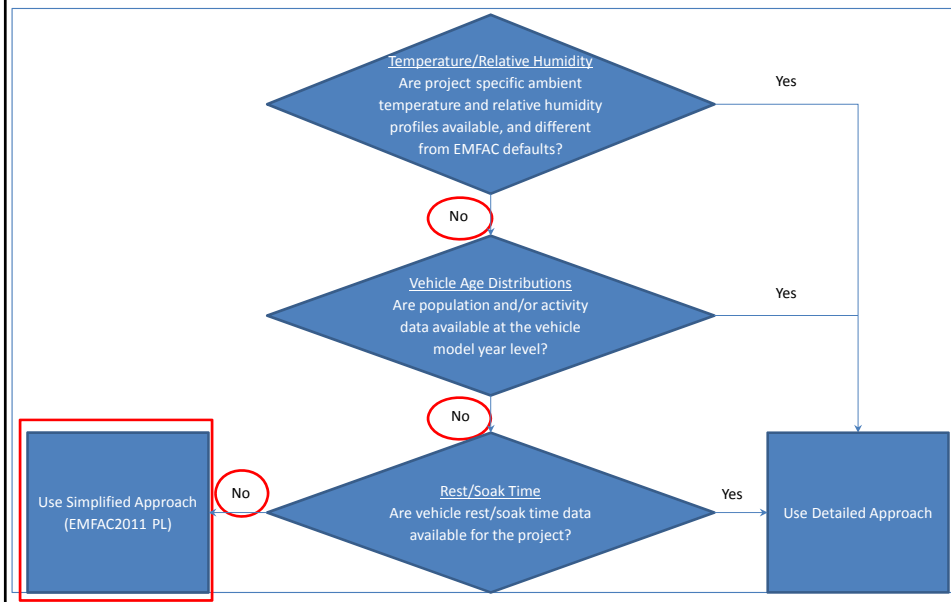 Temperature/Relative Humidity
Are project specific ambient
temperature and relative humidity
profiles available, and different
from EMFAC defaults?
Yes
No
Vehicle Age Distributions
Are population and/or activity
data available at the vehicle
model year level?
Yes
No
Rest/Soak Time
Are vehicle rest/soak time data
available for the project?
No
Yes
Use Simplified Approach
(EMFAC2011 PL)
Use Detailed Approach